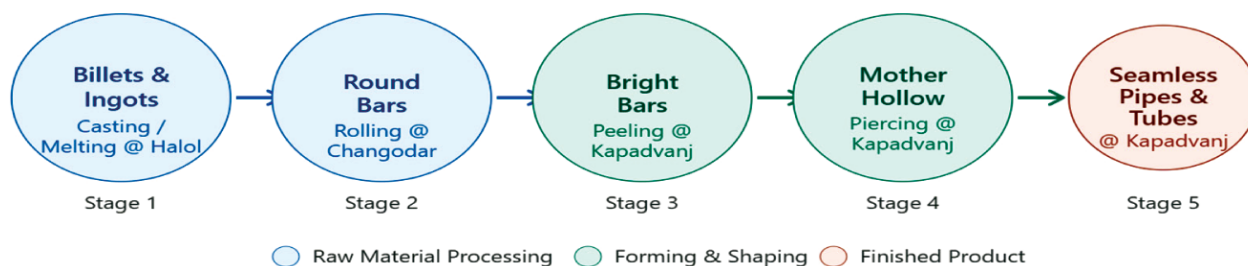 Billets &
Ingots
Casting /
Melting @ Halol
Round
Bars
Rolling @
Changodar
Bright
Bars
Peeling @
Kapadvanj
Mother
Hollow
Piercing @
Kapadvanj
Seamless
Pipes &
Tubes
@ Kapadvanj
Stage 1
Stage 2
Stage 3
Stage 4
Stage 5
Raw Material Processing
Forming & Shaping
Finished Product